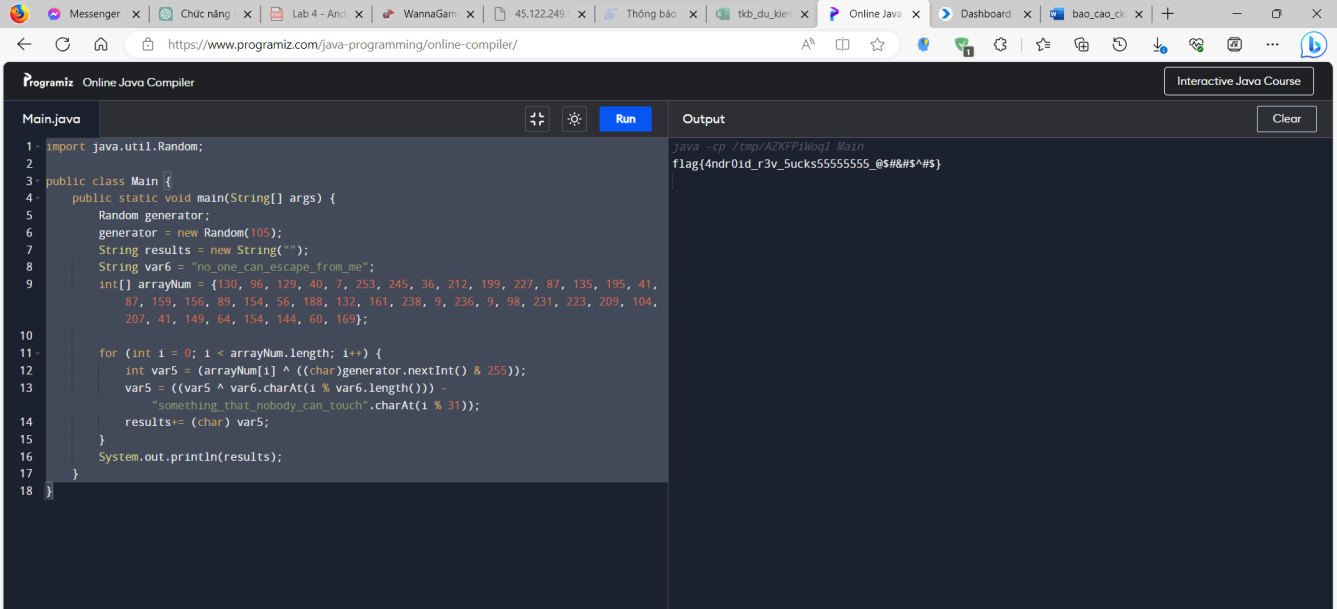 Messenger
Chức năng
Lab 4 - And
WannaGam
45.122.249.
Thông báo
tkb_du_kien
Online Java
Dashboard
bao_cao_ck
https://www.programiz.com/java-programming/online-compiler/
1
Programiz Online Java Compiler
Interactive Java Course
Main.java
Run
Output
Clear
1 import java.util.Random;
2
3 public class Main {
4 public static void main(String[] args) {
5 Random generator;
6 generator = new Random(105);
7 String results = new String("");
8 String var6 = "no_one_can_escape_from_me";
9 int[] arrayNum = {130, 96, 129, 40, 7, 253, 245, 36, 212, 199, 227, 87, 135, 195, 41,
87, 159, 156, 89, 154, 56, 188, 132, 161, 238, 9, 236, 9, 98, 231, 223, 209, 104,
207, 41, 149, 64, 154, 144, 60, 169};
10
11 for (int i = 0; i < arrayNum.length; i++) {
12 int var5 = (arrayNum[i] ^ ((char)generator.nextInt() & 255));
13 var5 = ((var5 ^ var6.charAt(i % var6.length())) -
"something_that_nobody_can_touch".charAt(i % 31));
14 results+= (char) var5;
15 }
16 System.out.println(results);
17 }
18 }
java -cp /tmp/AZKFPiWoql Main
flag{4ndr0id_r3v_5ucks55555555_@$#&#$^#$}